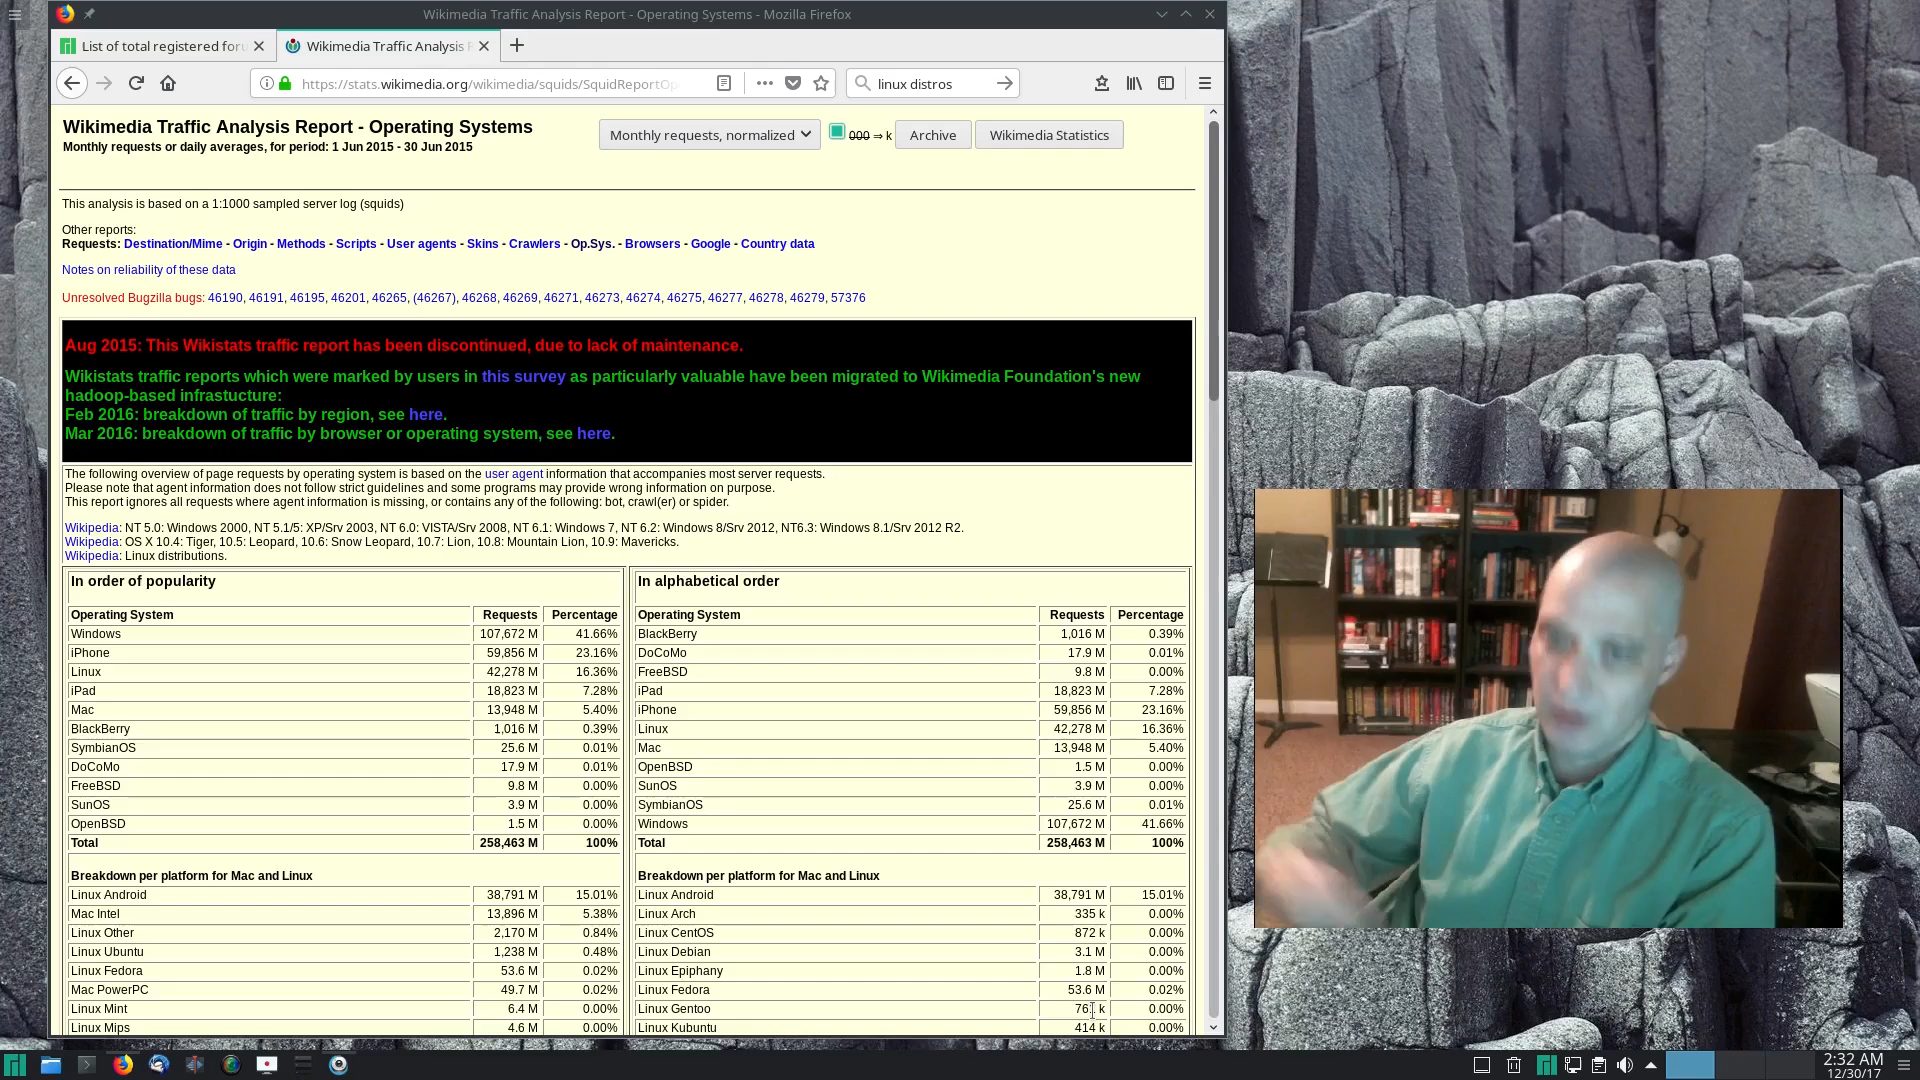 Wikimedia Traffic Analysis Report - Operating Systems - Mozilla Firefox
List of total registered foru
Wikimedia Traffic Analysis R
https://stats.wikimedia.org/wikimedia/squids/SquidReportOp
linux distros
Wikimedia Traffic Analysis Report - Operating Systems
Monthly requests or daily averages, for period: 1 Jun 2015 - 30 Jun 2015
Monthly requests, normalized
000 ⇒ k
Archive
Wikimedia Statistics
This analysis is based on a 1:1000 sampled server log (squids)
Other reports:
Requests: Destination/Mime - Origin - Methods - Scripts - User agents - Skins - Crawlers - Op.Sys. - Browsers - Google - Country data
Notes on reliability of these data
Unresolved Bugzilla bugs: 46190, 46191, 46195, 46201, 46265, (46267), 46268, 46269, 46271, 46273, 46274, 46275, 46277, 46278, 46279, 57376
Aug 2015: This Wikistats traffic report has been discontinued, due to lack of maintenance.
Wikistats traffic reports which were marked by users in this survey as particularly valuable have been migrated to Wikimedia Foundation's new
hadoop-based infrastucture:
Feb 2016: breakdown of traffic by region, see here.
Mar 2016: breakdown of traffic by browser or operating system, see here.
The following overview of page requests by operating system is based on the user agent information that accompanies most server requests.
Please note that agent information does not follow strict guidelines and some programs may provide wrong information on purpose.
This report ignores all requests where agent information is missing, or contains any of the following: bot, crawl(er) or spider.
Wikipedia: NT 5.0: Windows 2000, NT 5.1/5: XP/Srv 2003, NT 6.0: VISTA/Srv 2008, NT 6.1: Windows 7, NT 6.2: Windows 8/Srv 2012, NT6.3: Windows 8.1/Srv 2012 R2.
Wikipedia: OS X 10.4: Tiger, 10.5: Leopard, 10.6: Snow Leopard, 10.7: Lion, 10.8: Mountain Lion, 10.9: Mavericks.
Wikipedia: Linux distributions.
In order of popularity
Operating System Requests Percentage
Windows 107,672 M 41.66%
iPhone 59,856 M 23.16%
Linux 42,278 M 16.36%
iPad 18,823 M 7.28%
Mac 13,948 M 5.40%
BlackBerry 1,016 M 0.39%
SymbianOS 25.6 M 0.01%
DoCoMo 17.9 M 0.01%
FreeBSD 9.8 M 0.00%
SunOS 3.9 M 0.00%
OpenBSD 1.5 M 0.00%
Total 258,463 M 100%
Breakdown per platform for Mac and Linux
Linux Android 38,791 M 15.01%
Mac Intel 13,896 M 5.38%
Linux Other 2,170 M 0.84%
Linux Ubuntu 1,238 M 0.48%
Linux Fedora 53.6 M 0.02%
Mac PowerPC 49.7 M 0.02%
Linux Mint 6.4 M 0.00%
Linux Mips 4.6 M 0.00%
In alphabetical order
Operating System Requests Percentage
BlackBerry 1,016 M 0.39%
DoCoMo 17.9 M 0.01%
FreeBSD 9.8 M 0.00%
iPad 18,823 M 7.28%
iPhone 59,856 M 23.16%
Linux 42,278 M 16.36%
Mac 13,948 M 5.40%
OpenBSD 1.5 M 0.00%
SunOS 3.9 M 0.00%
SymbianOS 25.6 M 0.01%
Windows 107,672 M 41.66%
Total 258,463 M 100%
Breakdown per platform for Mac and Linux
Linux Android 38,791 M 15.01%
Linux Arch 335 k 0.00%
Linux CentOS 872 k 0.00%
Linux Debian 3.1 M 0.00%
Linux Epiphany 1.8 M 0.00%
Linux Fedora 53.6 M 0.02%
Linux Gentoo k 0.00%
Linux Kubuntu 414 k 0.00%
2:32 AM
12/30/17